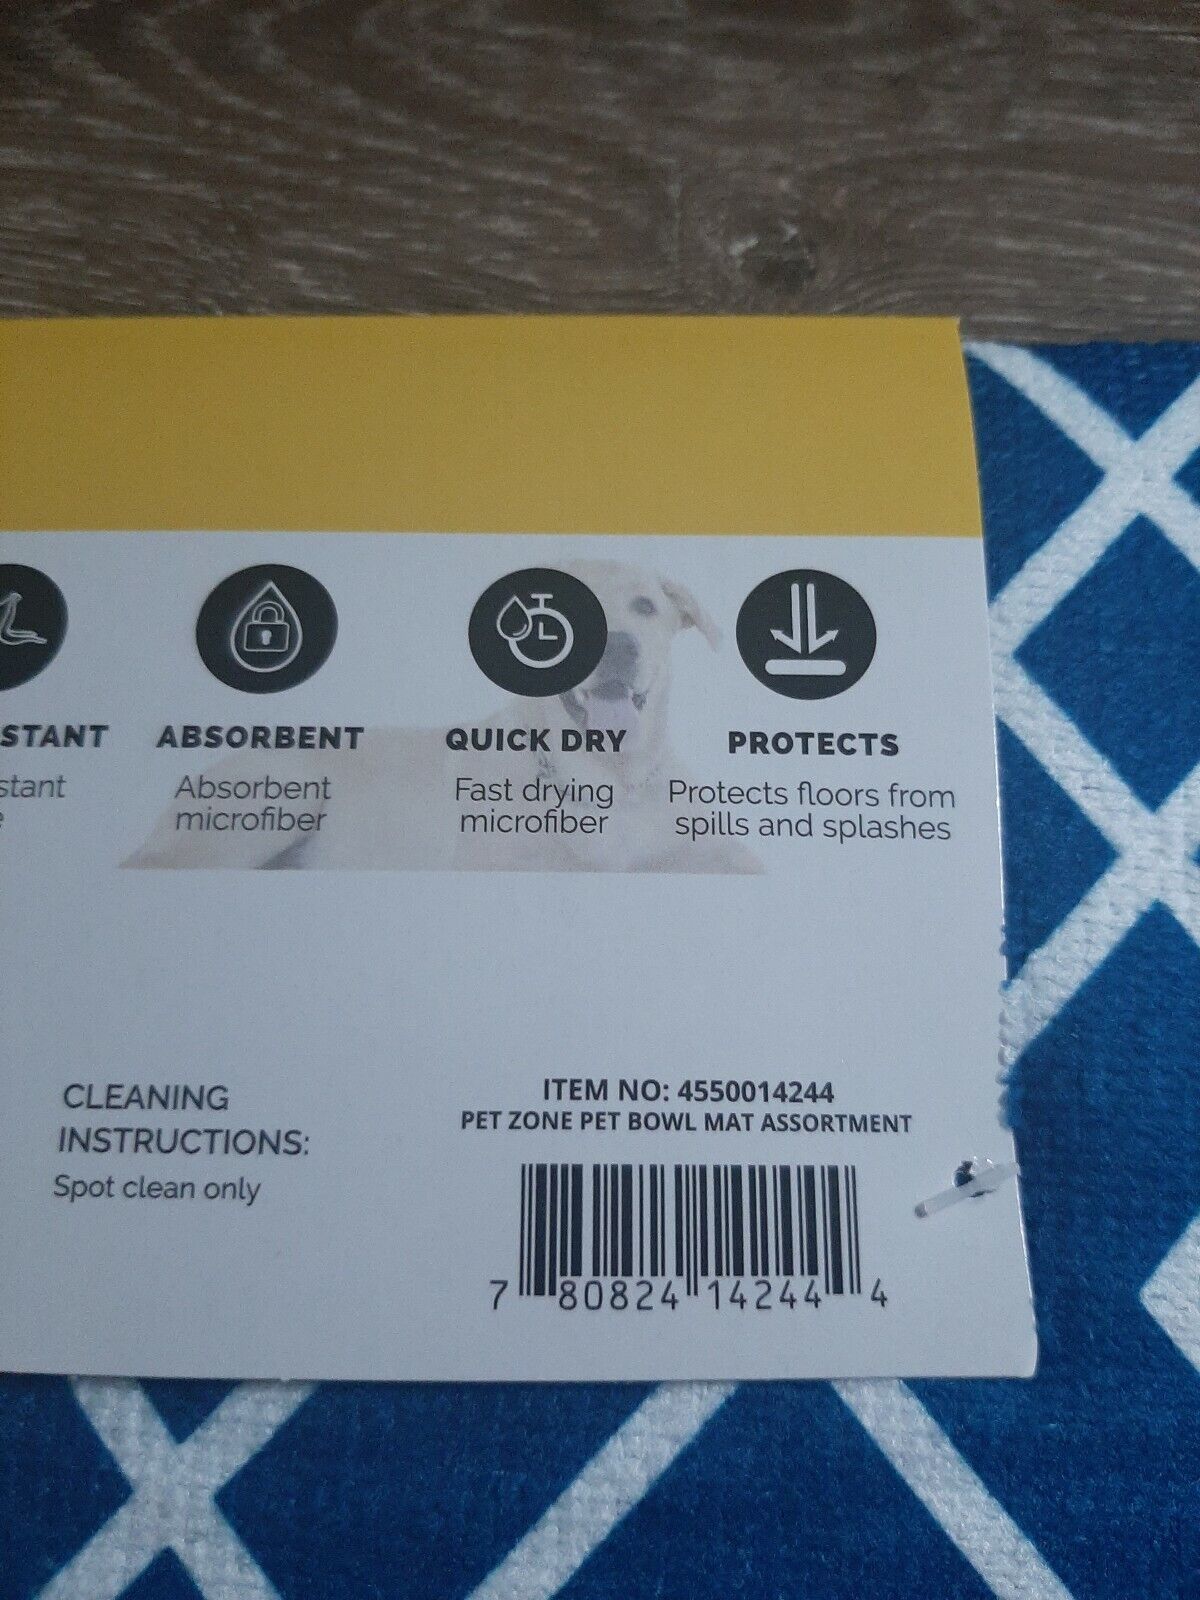 STANT
stant
ABSORBENT
Absorbent
microfiber
QUICK DRY
Fast drying
microfiber
PROTECTS
Protects floors from
spills and splashes
CLEANING
INSTRUCTIONS:
Spot clean only
ITEM NO: 4550014244
PET ZONE PET BOWL MAT ASSORTMENT
7 80824 14244 4